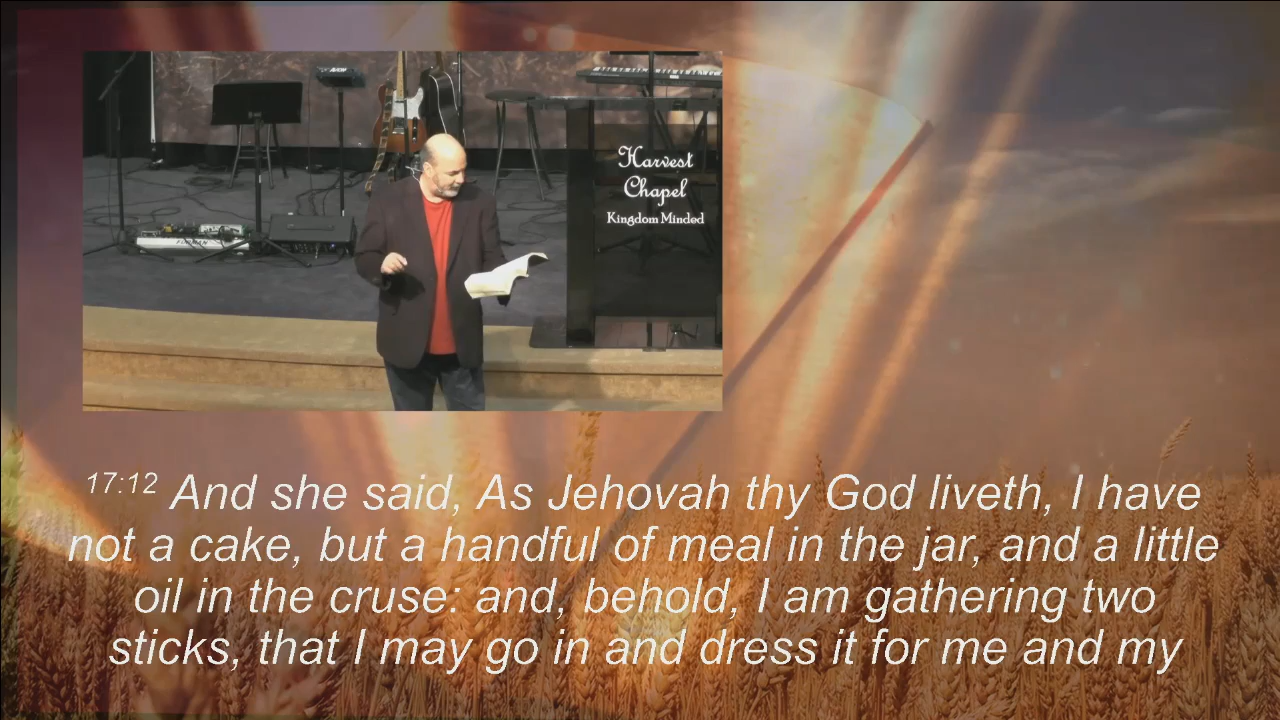 Harvest
Chapel
Kingdom Minded
17:12 And she said, As Jehovah thy God liveth, I have
not a cake, but a handful of meal in the jar, and a little
oil in the cruse: and, behold, I am gathering two
sticks, that I may go in and dress it for me and my